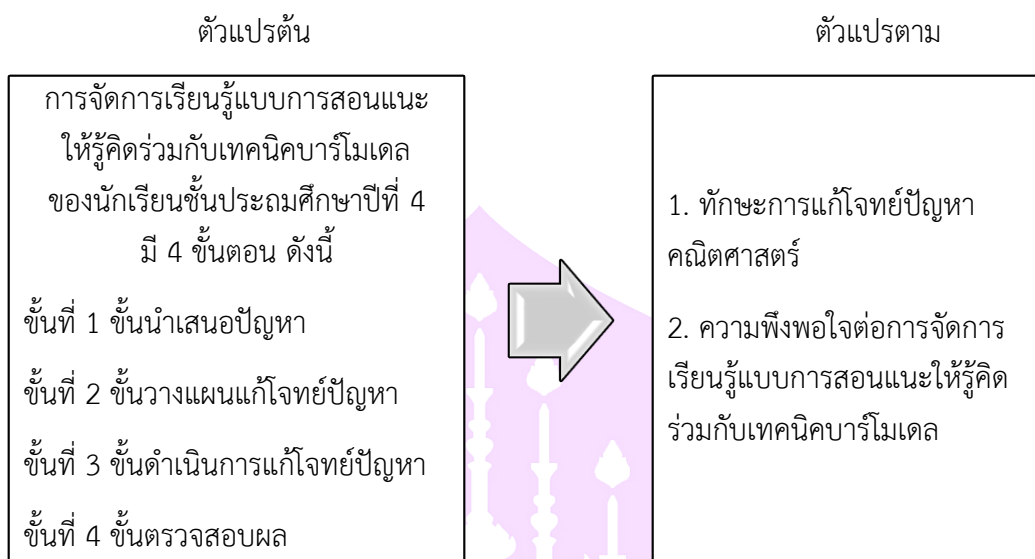 ตัวแปรต้น
การจัดการเรียนรู้แบบการสอนแนะ
ให้รู้คิดร่วมกับเทคนิคบาร์โมเดล
ของนักเรียนชั้นประถมศึกษาปีที่ 4
มี 4 ขั้นตอน ดังนี้
ขั้นที่ 1 ขั้นนำเสนอปัญหา
ขั้นที่ 2 ขั้นวางแผนแก้โจทย์ปัญหา
ขั้นที่ 3 ขั้นดำเนินการแก้โจทย์ปัญหา
ขั้นที่ 4 ขั้นตรวจสอบผล
ตัวแปรตาม
1. ทักษะการแก้โจทย์ปัญหา
คณิตศาสตร์
2. ความพึงพอใจต่อการจัดการ
เรียนรู้แบบการสอนแนะให้รู้คิด
ร่วมกับเทคนิคบาร์โมเดล